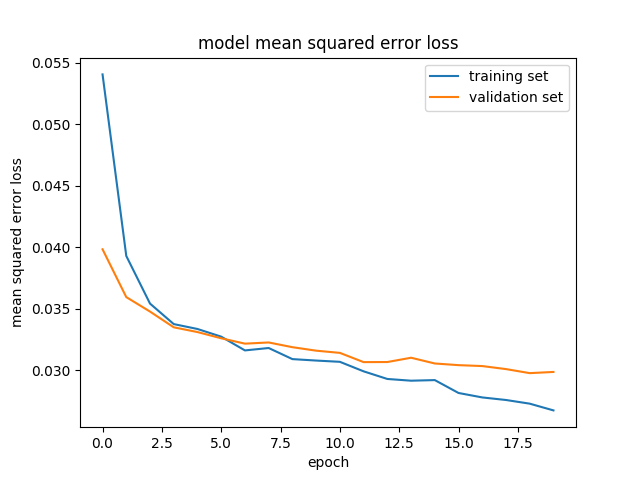 model mean squared error loss
training set
validation set
0.055
0.050
0.045
0.040
0.035
0.030
mean squared error loss
0.0 2.5 5.0 7.5 10.0 12.5 15.0 17.5
epoch